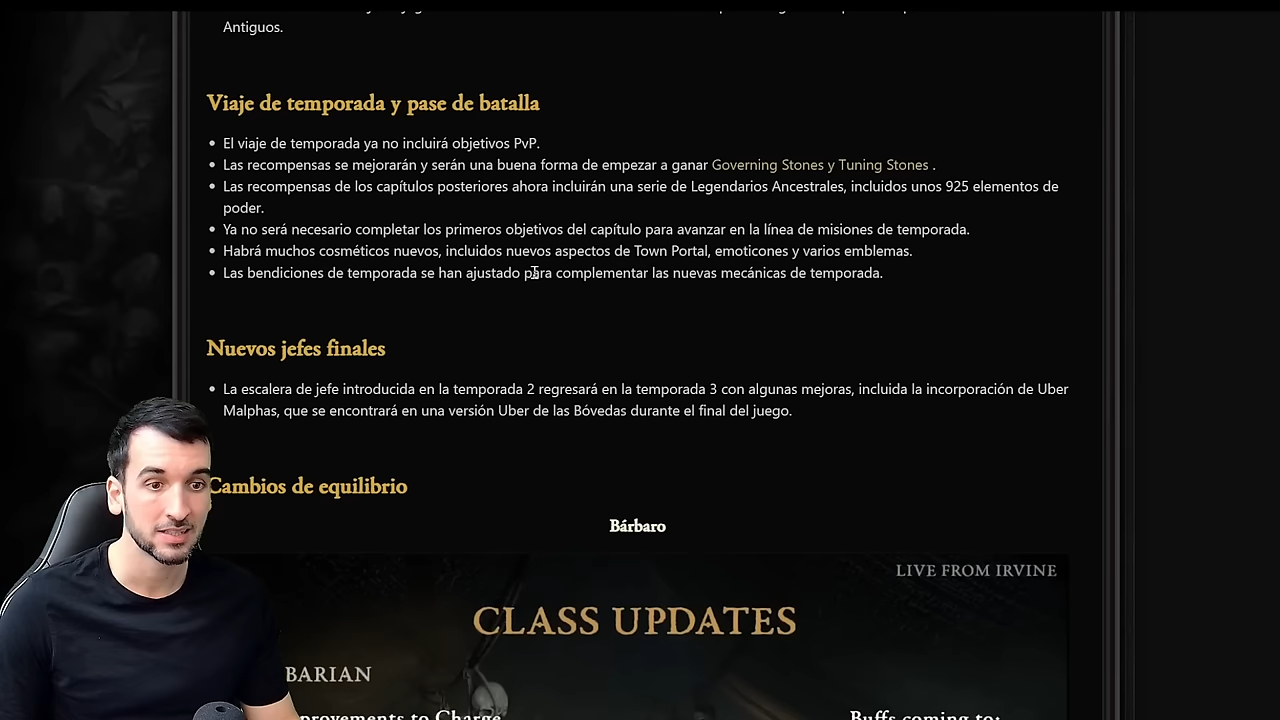 Antiguos.
Viaje de temporada y pase de batalla
El viaje de temporada ya no incluirá objetivos PvP.
Las recompensas se mejorarán y serán una buena forma de empezar a ganar Governing Stones y Tuning Stones .
Las recompensas de los capítulos posteriores ahora incluirán una serie de Legendarios Ancestrales, incluidos unos 925 elementos de
poder.
Ya no será necesario completar los primeros objetivos del capítulo para avanzar en la línea de misiones de temporada.
Habrá muchos cosméticos nuevos, incluidos nuevos aspectos de Town Portal, emoticones y varios emblemas.
Las bendiciones de temporada se han ajustado para complementar las nuevas mecánicas de temporada.
Nuevos jefes finales
La escalera de jefe introducida en la temporada 2 regresará en la temporada 3 con algunas mejoras, incluida la incorporación de Uber
Malphas, que se encontrará en una versión Uber de las Bóvedas durante el final del juego.
Cambios de equilibrio
Bárbaro
LIVE FROM IRVINE
CLASS UPDATES
BARIAN
provements to Charge
Buffs coming to: